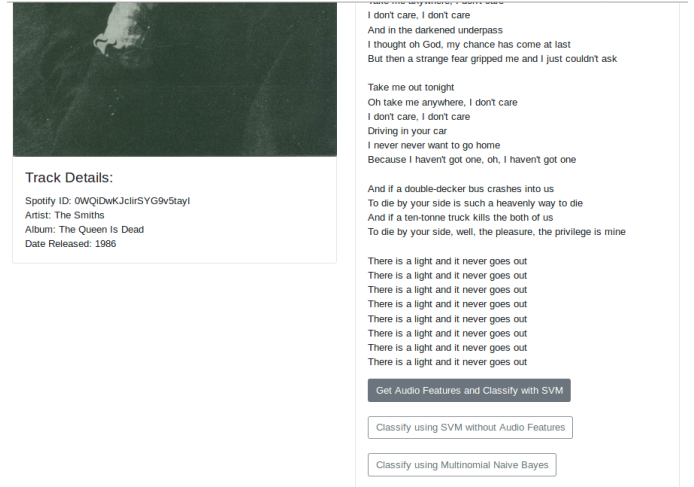 Track Details:
Spotify ID: 0WQiDwKJclirSYG9v5tayI
Artist: The Smiths
Album: The Queen Is Dead
Date Released: 1986
Take me anywhere, I don't care
I don't care, I don't care
And in the darkened underpass
I thought oh God, my chance has come at last
But then a strange fear gripped me and I just couldn't ask
Take me out tonight
Oh take me anywhere, I don't care
I don't care, I don't care
Driving in your car
I never never want to go home
Because I haven't got one, oh, I haven't got one
And if a double-decker bus crashes into us
To die by your side is such a heavenly way to die
And if a ten-tonne truck kills the both of us
To die by your side, well, the pleasure, the privilege is mine
There is a light and it never goes out
There is a light and it never goes out
There is a light and it never goes out
There is a light and it never goes out
There is a light and it never goes out
There is a light and it never goes out
There is a light and it never goes out
There is a light and it never goes out
Get Audio Features and Classify with SVM
Classify using SVM without Audio Features
Classify using Multinomial Naive Bayes